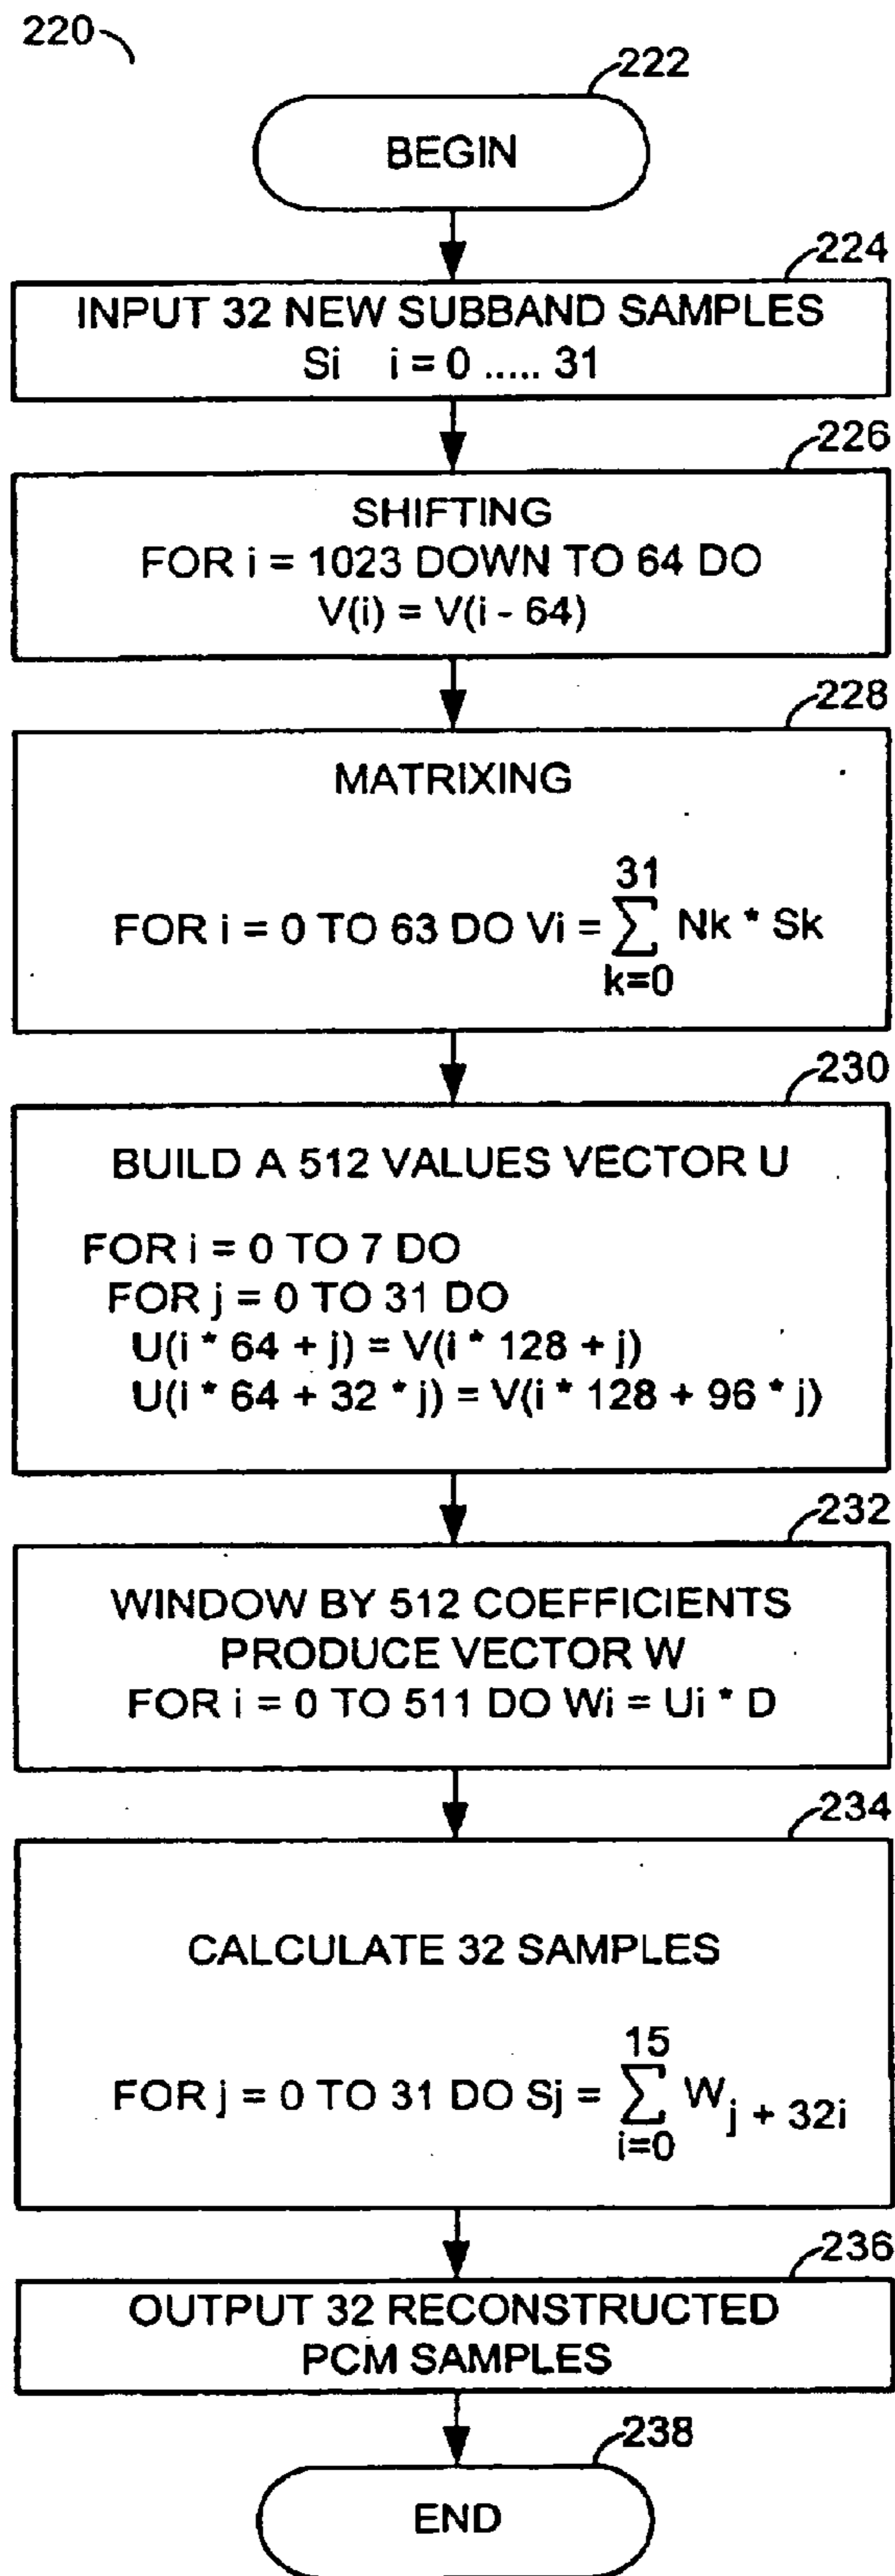 220
222
BEGIN
224
INPUT 32 NEW SUBBAND SAMPLES
Si i = 0 ..... 31
226
SHIFTING
FOR i = 1023 DOWN TO 64 DO
V(i) = V(i - 64)
228
MATRIXING
31
FOR i = 0 TO 63 DO Vi = ∑ Nk * Sk
k=0
230
BUILD A 512 VALUES VECTOR U
FOR i = 0 TO 7 DO
FOR j = 0 TO 31 DO
U(i * 64 + j) = V(i * 128 + j)
U(i * 64 + 32 * j) = V(i * 128 + 96 * j)
232
WINDOW BY 512 COEFFICIENTS
PRODUCE VECTOR W
FOR i = 0 TO 511 DO Wi = Ui * D
234
CALCULATE 32 SAMPLES
15
FOR j = 0 TO 31 DO Sj = ∑ W j + 32i
i=0
236
OUTPUT 32 RECONSTRUCTED
PCM SAMPLES
238
END